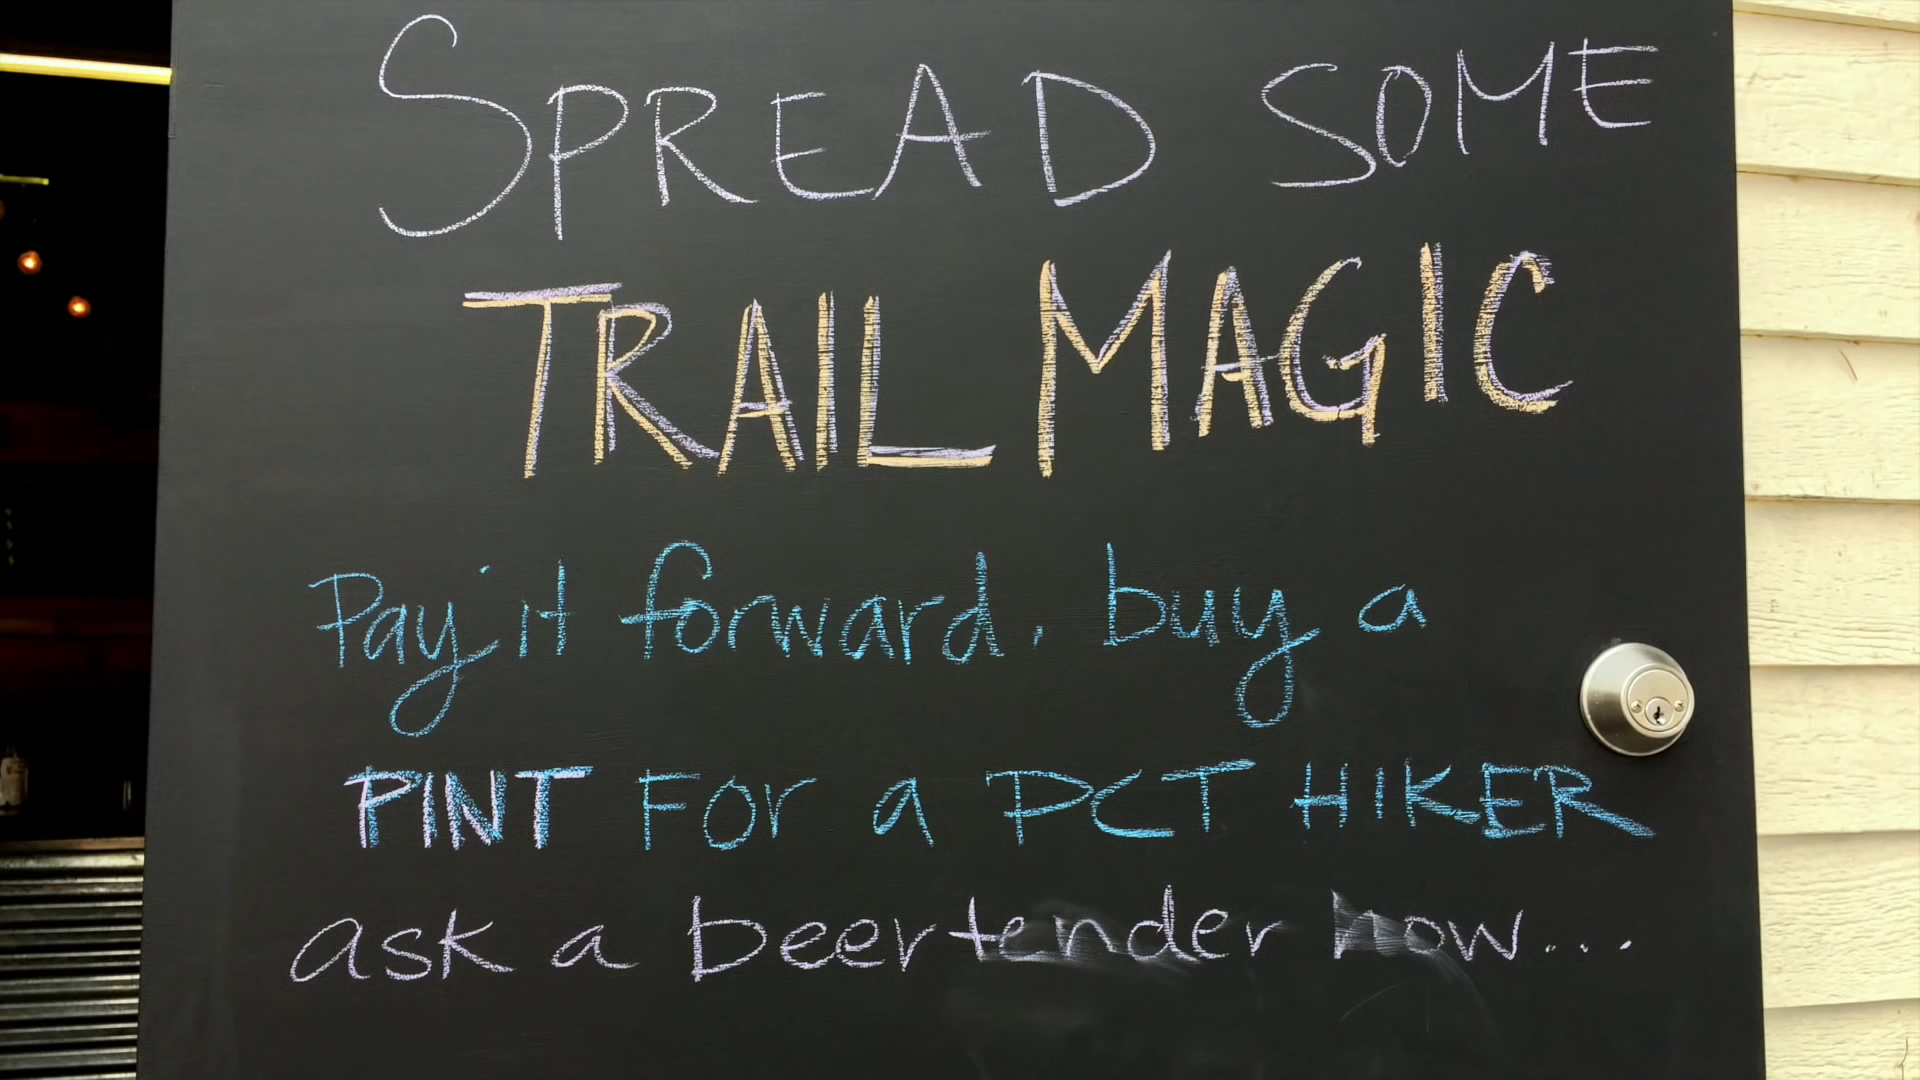 SPREAD SOME
TRAIL MAGIC
Pay it forward, buy a
PINT FOR a PCT HIKER
ask a beertender how...